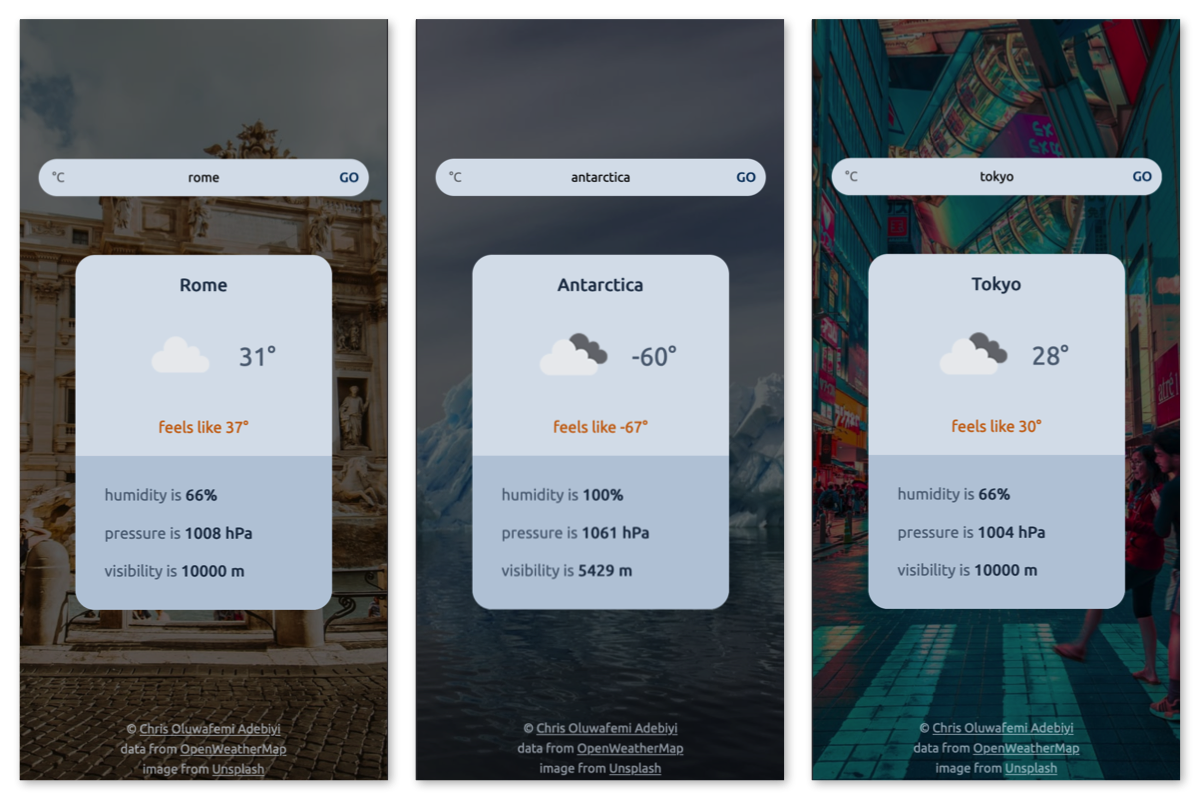 °C rome GO
Rome
31°
feels like 37°
humidity is 66%
pressure is 1008 hPa
visibility is 10000 m
© Chris Oluwafemi Adebiyi
data from OpenWeatherMap
image from Unsplash
°C antarctica GO
Antarctica
-60°
feels like -67°
humidity is 100%
pressure is 1061 hPa
visibility is 5429 m
© Chris Oluwafemi Adebiyi
data from OpenWeatherMap
image from Unsplash
°C tokyo GO
Tokyo
28°
feels like 30°
humidity is 66%
pressure is 1004 hPa
visibility is 10000 m
atré
© Chris Oluwafemi Adebiyi
data from OpenWeatherMap
image from Unsplash